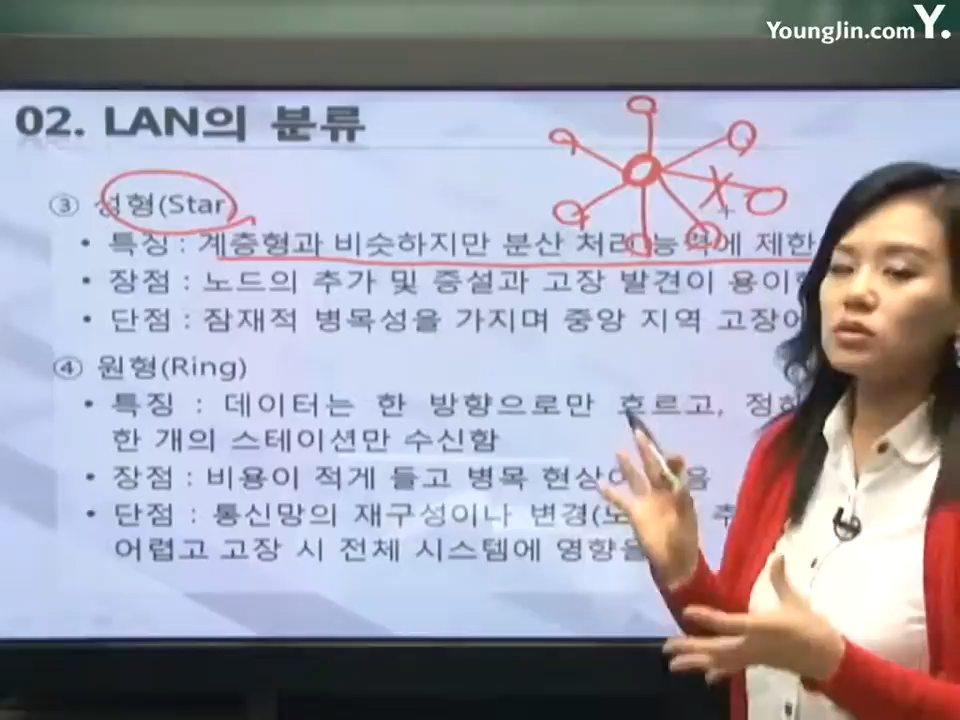 YoungJin.com Y.
02. LAN의 분류
③ 성형(Star)
• 특징 : 계층형과 비슷하지만 분산 처리 능력에 제한
• 장점 : 노드의 추가 및 증설과 고장 발견이 용이
• 단점 : 잠재적 병목성을 가지며 중앙 지역 고장
④ 원형(Ring)
• 특징 : 데이터는 한 방향으로만 흐르고,
한 개의 스테이션만 수신함
• 장점 : 비용이 적게 들고 병목 현상이
• 단점 : 통신망의 재구성이나 변경
어렵고 고장 시 전체 시스템에 영향을